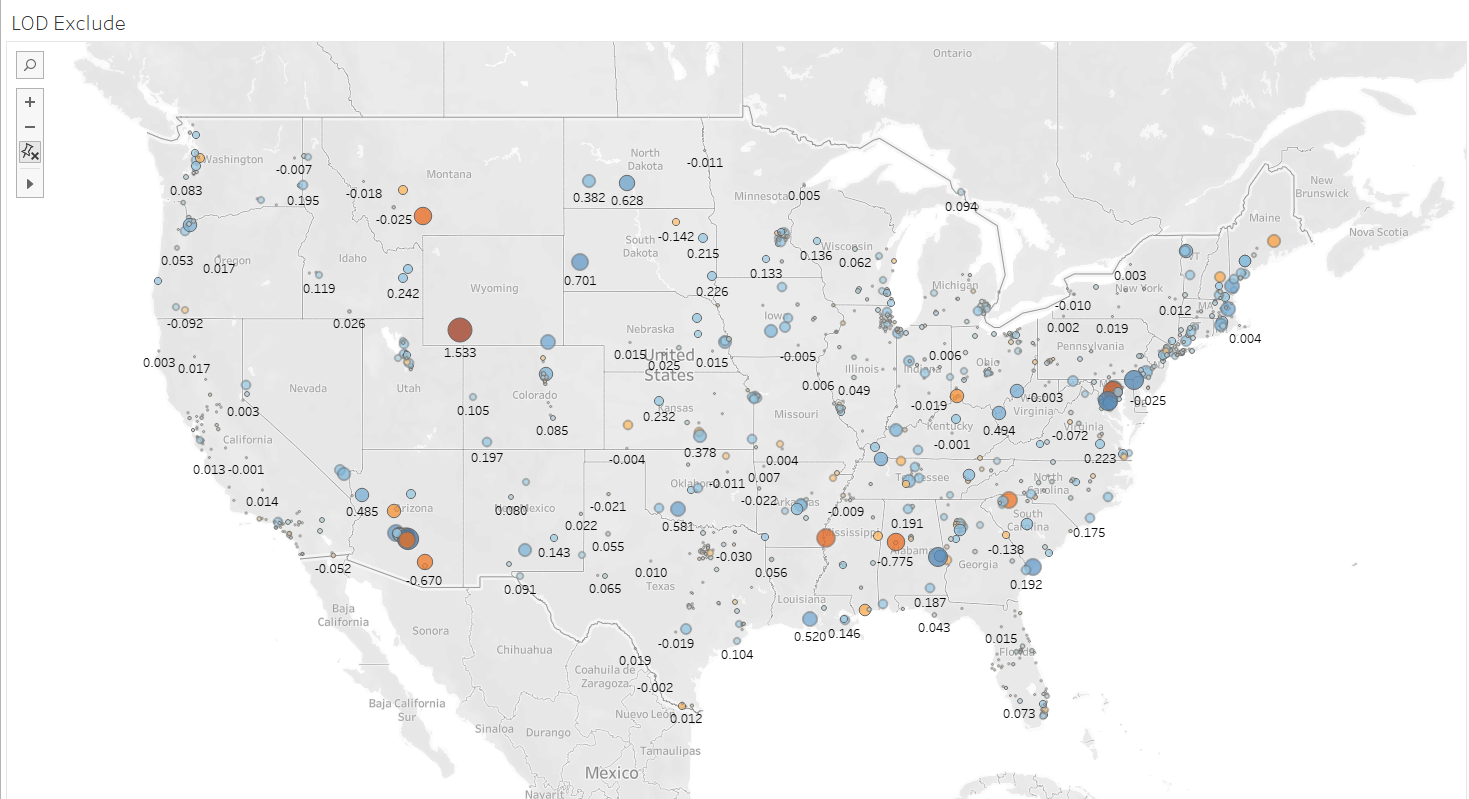 LOD Exclude
Ontario
+
−
Washington
-0.007
North
Dakota
-0.011
Montana
0.083
0.195
-0.018
0.382
0.628
Minnesota
0.005
0.094
New
Brunswick
-0.025
Maine
Nova Scotia
0.053
0.017
Oregon
Idaho
-0.142
South
Dakota
0.215
0.136
Wisconsin
0.062
VT
0.119
0.242
Wyoming
0.701
0.133
0.226
Michigan
0.003
New York
-0.010
0.012
MA
-0.092
0.026
Nebraska
Iowa
0.002
0.019
Pennsylvania
0.004
0.003
0.017
1.533
0.015
0.025
0.015
United
States
-0.005
Illinois
Indiana
0.006
Ohio
Nevada
Utah
Colorado
0.006
0.049
-0.003
-0.025
0.003
0.105
0.085
0.232
Kansas
Missouri
-0.019
Kentucky
0.494
West
Virginia
-0.072
Virginia
California
0.197
-0.004
0.378
0.004
-0.001
0.223
0.013
-0.001
0.014
0.485
Arizona
0.080
New Mexico
-0.021
Oklahoma
-0.011
0.007
-0.022
Arkansas
-0.009
Tennessee
North
Carolina
South
Carolina
0.022
0.581
0.191
-0.175
-0.052
-0.670
0.143
0.055
-0.030
Mississippi
Alabama
-0.775
-0.138
Georgia
0.091
0.065
0.010
Texas
0.056
0.192
Louisiana
0.187
Baja
California
Sonora
Chihuahua
-0.019
0.104
0.520
0.146
0.043
0.015
Florida
0.019
Coahuila de
Zaragoza
-0.002
0.012
0.073
Baja California
Sur
Sinaloa
Durango
Nuevo León
Tamaulipas
Mexico
Nayarit